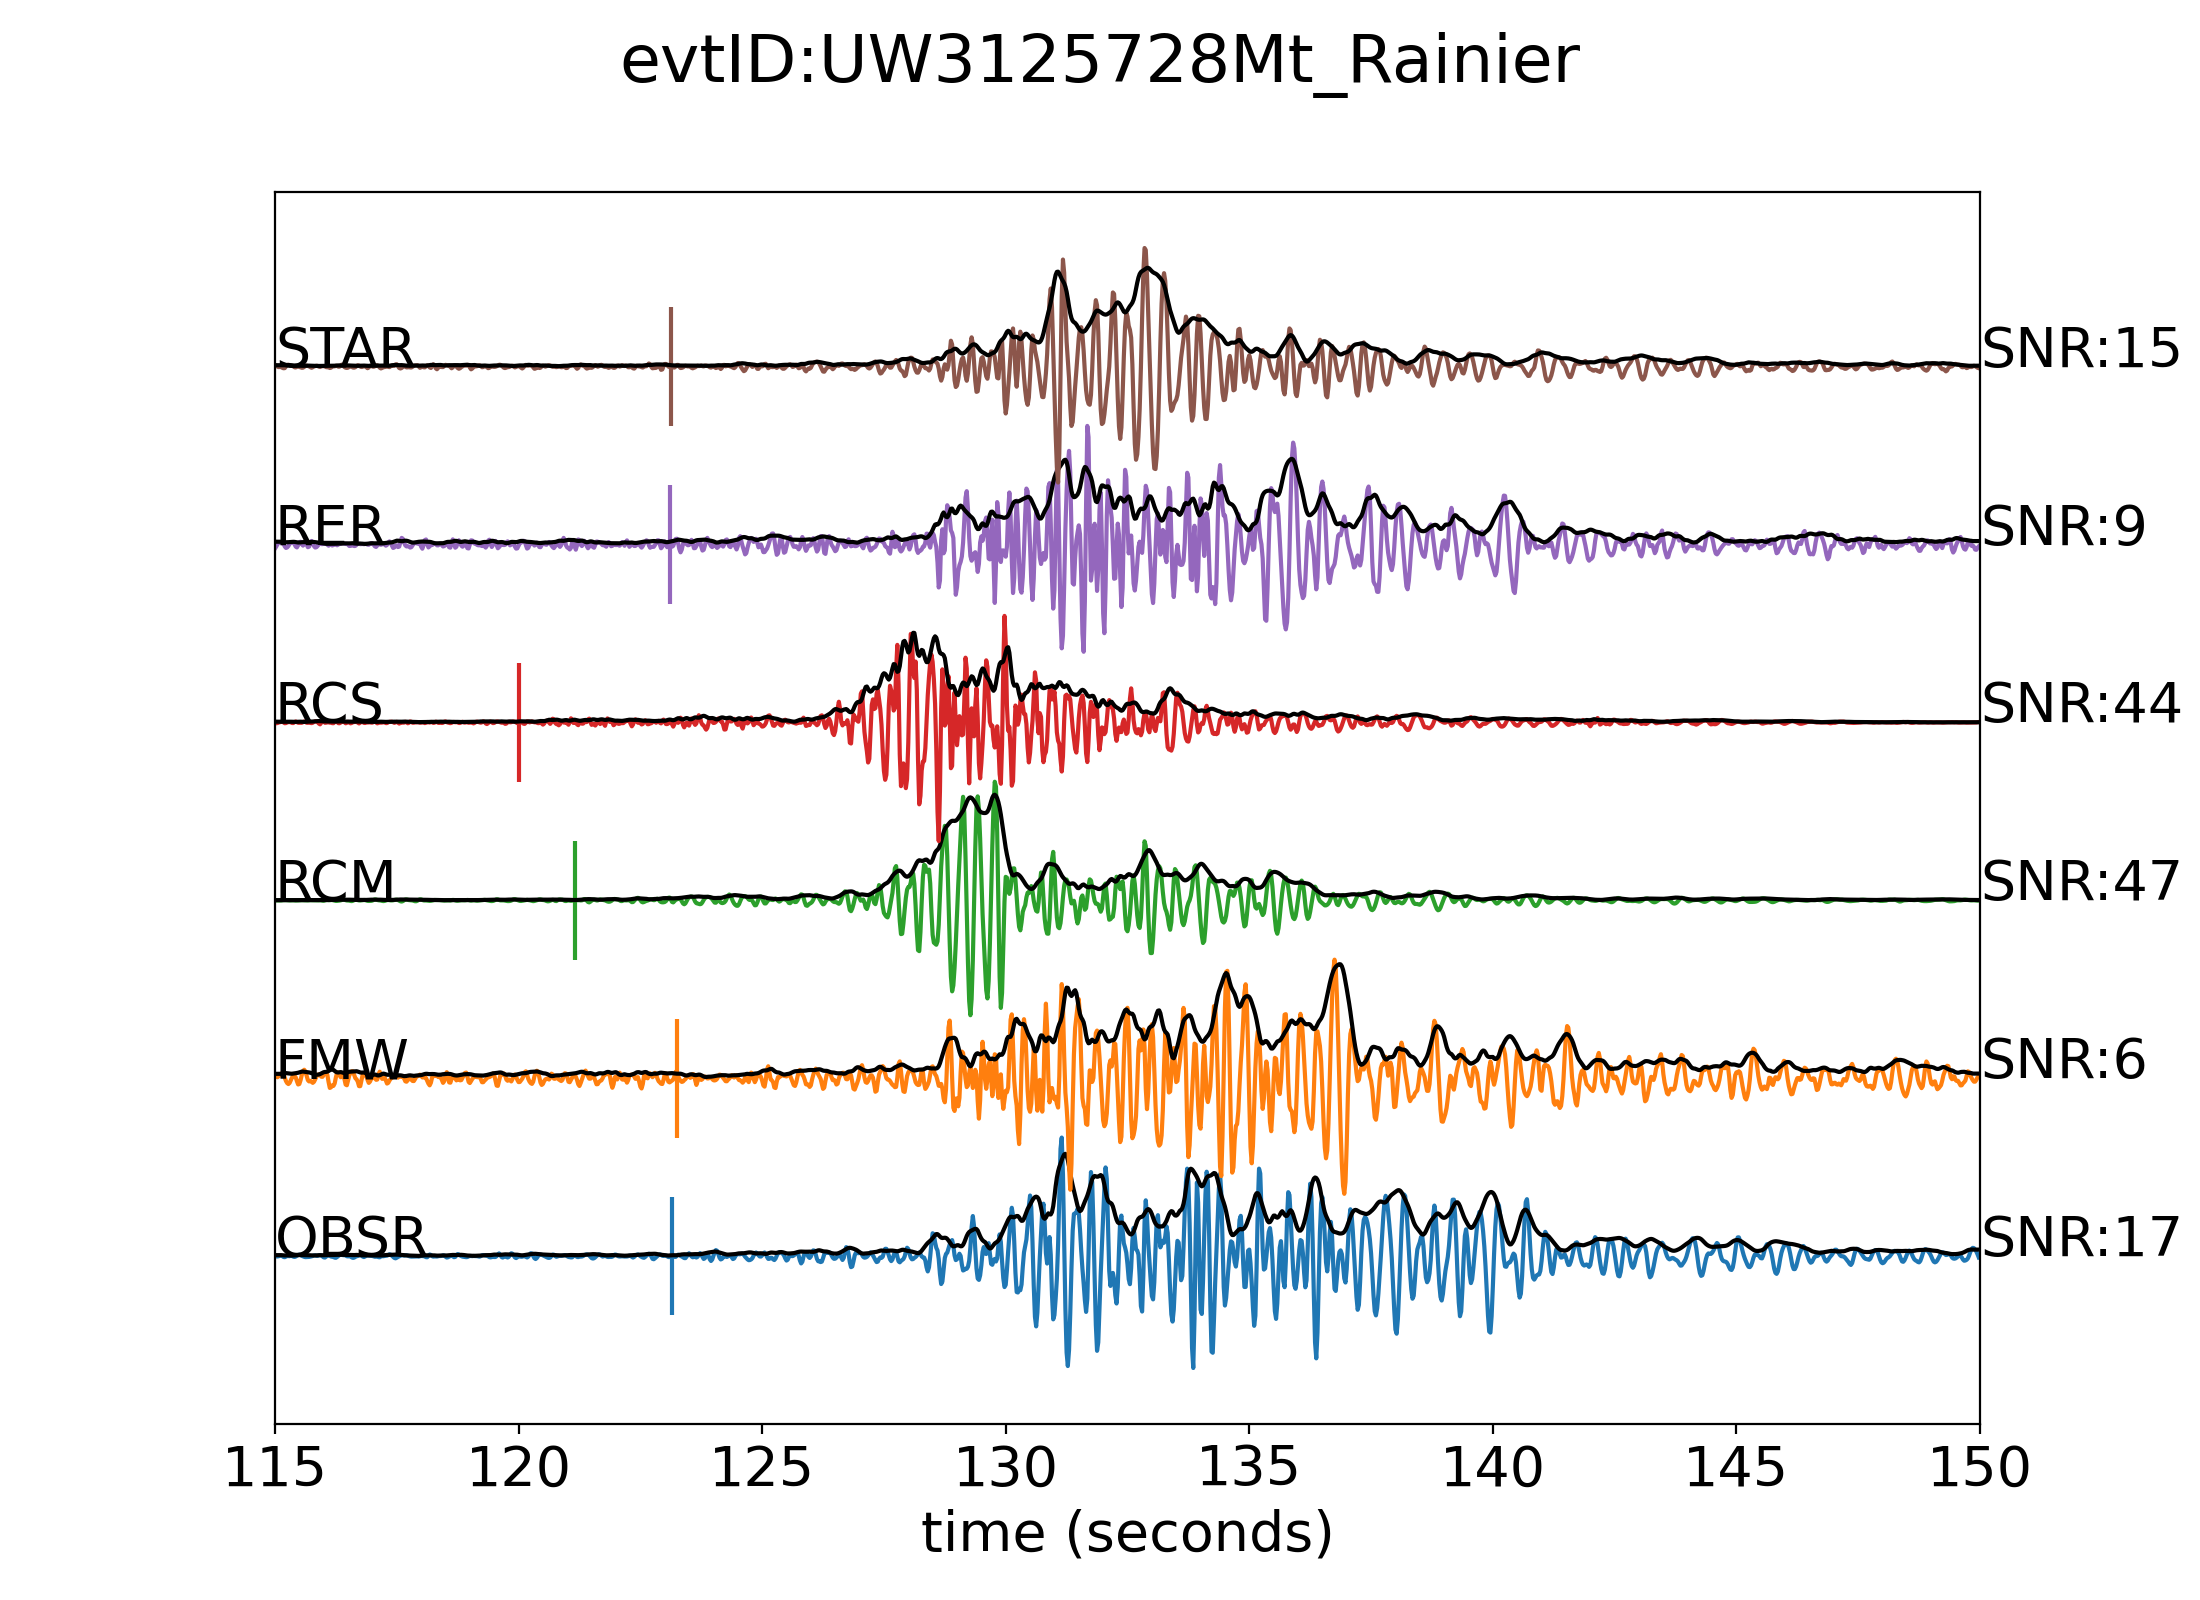 evtID:UW3125728Mt_Rainier
STAR SNR:15
RER SNR:9
RCS SNR:44
RCM SNR:47
FMW SNR:6
OBSR SNR:17
115 120 125 130 135 140 145 150
time (seconds)